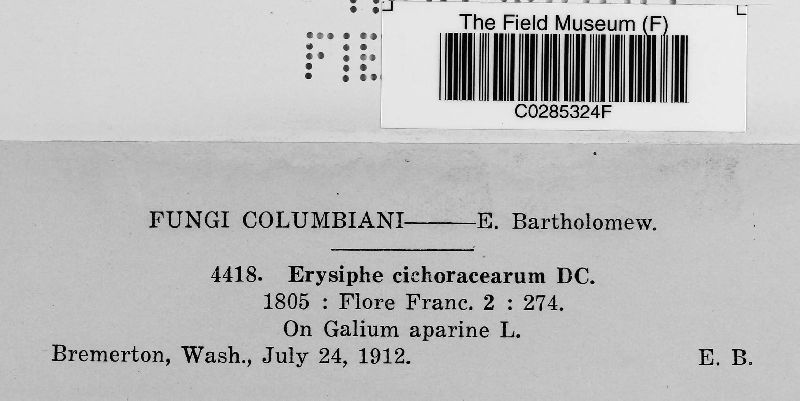 The Field Museum (F)
C0285324F
FUNGI COLUMBIANI—E. Bartholomew.
4418. Erysiphe cichoracearum DC.
1805 : Flore Franc. 2 : 274.
On Galium aparine L.
Bremerton, Wash., July 24, 1912. E. B.